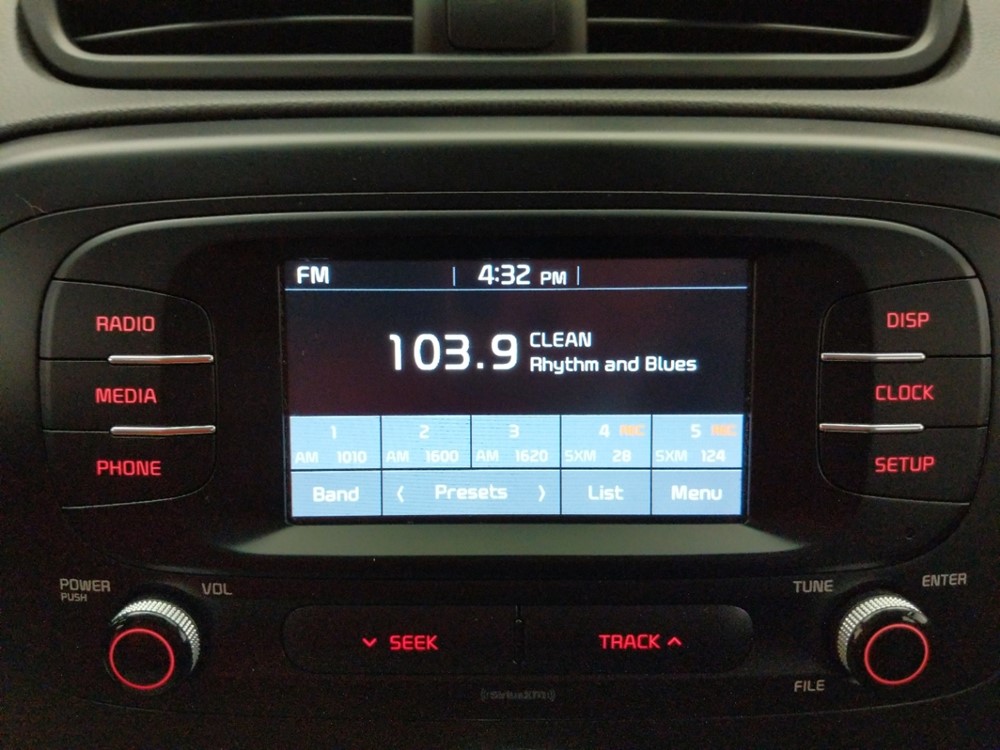 FM 4:32 PM
103.9 CLEAN
Rhythm and Blues
1 2 3 4 5
AM 1010 AM 1600 AM 1620 SXM 28 SXM 124
Band < Presets > List Menu
RADIO
MEDIA
PHONE
DISP
CLOCK
SETUP
POWER
PUSH
VOL
SEEK
TRACK
TUNE
ENTER
FILE
SiriusXM